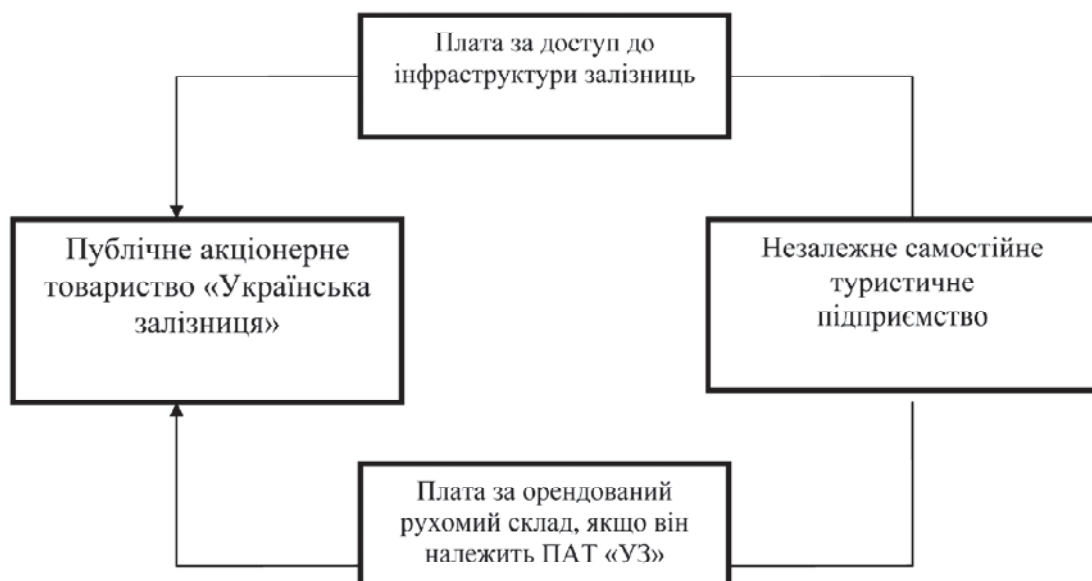 Плата за доступ до
інфраструктури залізниць
Публічне акціонерне
товариство «Українська
залізниця»
Незалежне самостійне
туристичне
підприємство
Плата за орендований
рухомий склад, якщо він
належить ПАТ «УЗ»